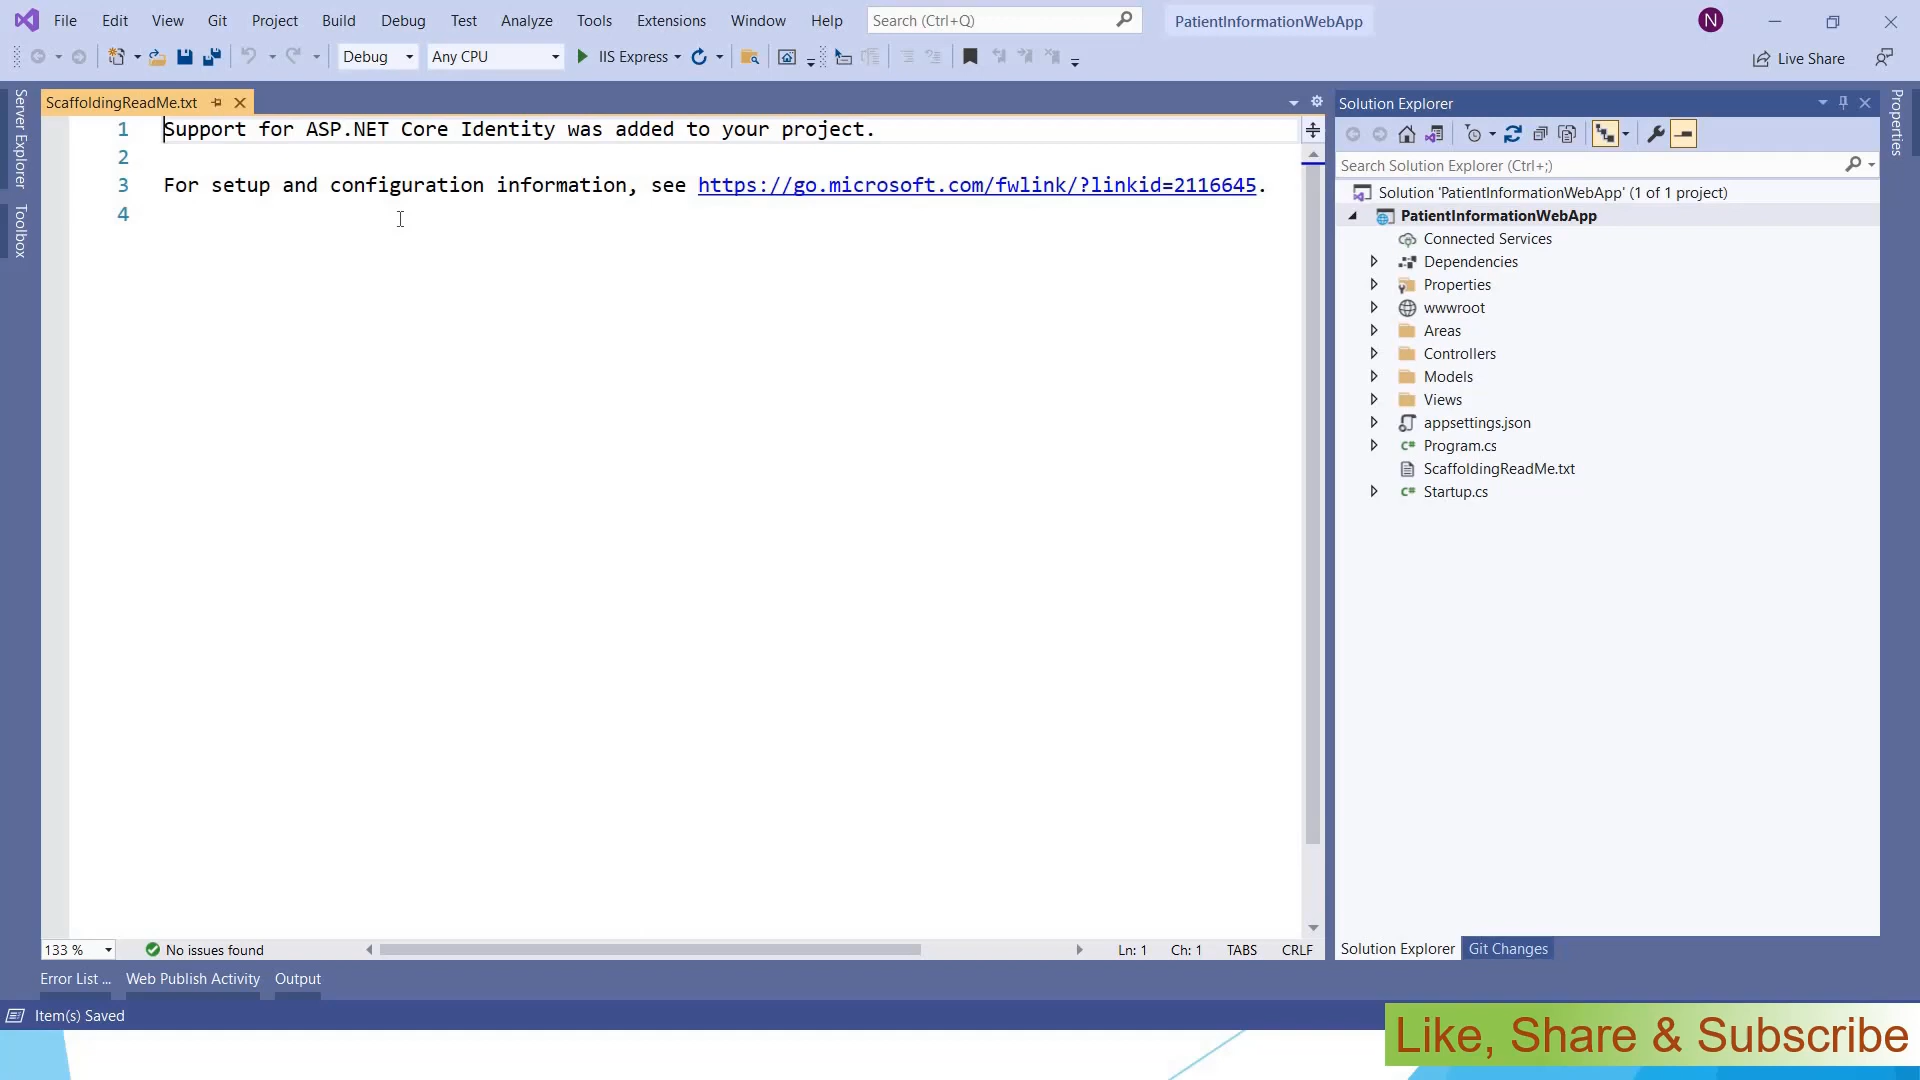 File Edit View Git Project Build Debug Test Analyze Tools Extensions Window Help Search (Ctrl+Q) PatientInformationWebApp N
Debug Any CPU IIS Express Live Share
Server Explorer
Toolbox
ScaffoldingReadMe.txt
1 Support for ASP.NET Core Identity was added to your project.
2
3 For setup and configuration information, see https://go.microsoft.com/fwlink/?linkid=2116645.
4
133 % No issues found Ln: 1 Ch: 1 TABS CRLF
Solution Explorer
Search Solution Explorer (Ctrl+;)
Solution 'PatientInformationWebApp' (1 of 1 project)
PatientInformationWebApp
Connected Services
Dependencies
Properties
wwwroot
Areas
Controllers
Models
Views
appsettings.json
C# Program.cs
ScaffoldingReadMe.txt
C# Startup.cs
Solution Explorer Git Changes
Properties
Error List ... Web Publish Activity Output
Item(s) Saved
Like, Share & Subscribe